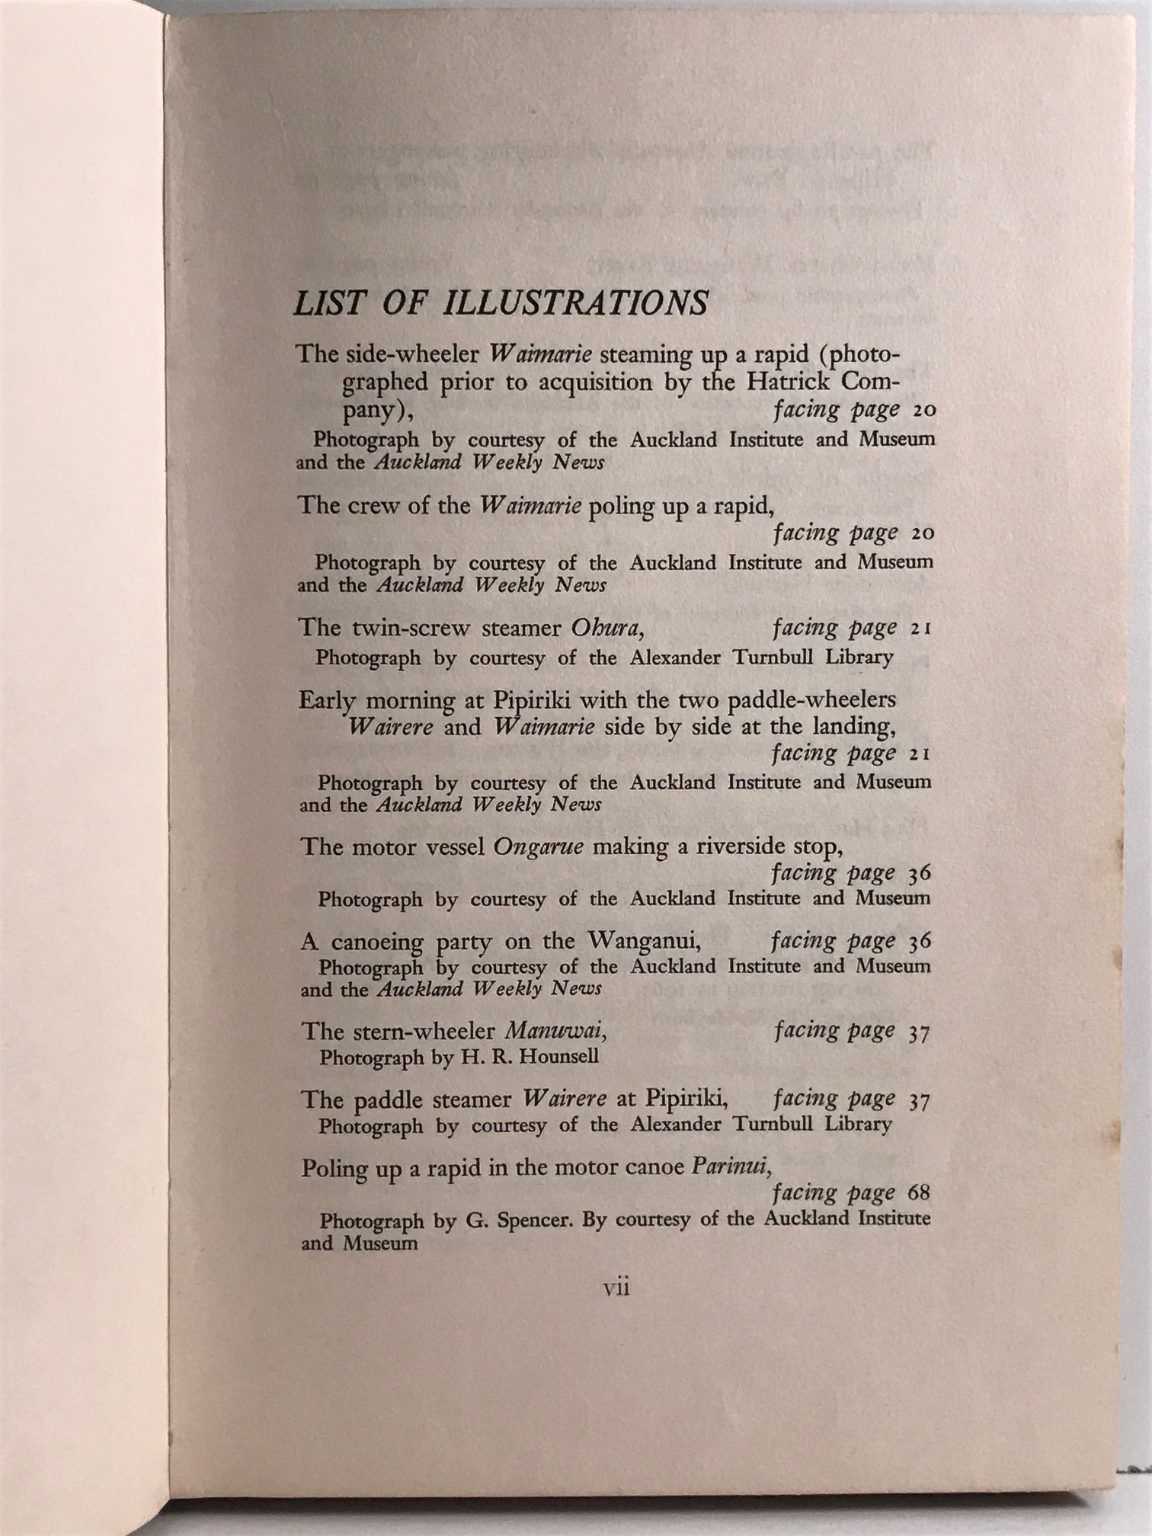 LIST OF ILLUSTRATIONS
The side-wheeler Waimarie steaming up a rapid (photo-
graphed prior to acquisition by the Hatrick Com-
pany), facing page 20
Photograph by courtesy of the Auckland Institute and Museum
and the Auckland Weekly News
The crew of the Waimarie poling up a rapid,
facing page 20
Photograph by courtesy of the Auckland Institute and Museum
and the Auckland Weekly News
The twin-screw steamer Ohura, facing page 21
Photograph by courtesy of the Alexander Turnbull Library
Early morning at Pipiriki with the two paddle-wheelers
Wairere and Waimarie side by side at the landing,
facing page 21
Photograph by courtesy of the Auckland Institute and Museum
and the Auckland Weekly News
The motor vessel Ongarue making a riverside stop,
facing page 36
Photograph by courtesy of the Auckland Institute and Museum
A canoeing party on the Wanganui, facing page 36
Photograph by courtesy of the Auckland Institute and Museum
and the Auckland Weekly News
The stern-wheeler Manuwai, facing page 37
Photograph by H. R. Hounsell
The paddle steamer Wairere at Pipiriki, facing page 37
Photograph by courtesy of the Alexander Turnbull Library
Poling up a rapid in the motor canoe Parinui,
facing page 68
Photograph by G. Spencer. By courtesy of the Auckland Institute
and Museum
vii